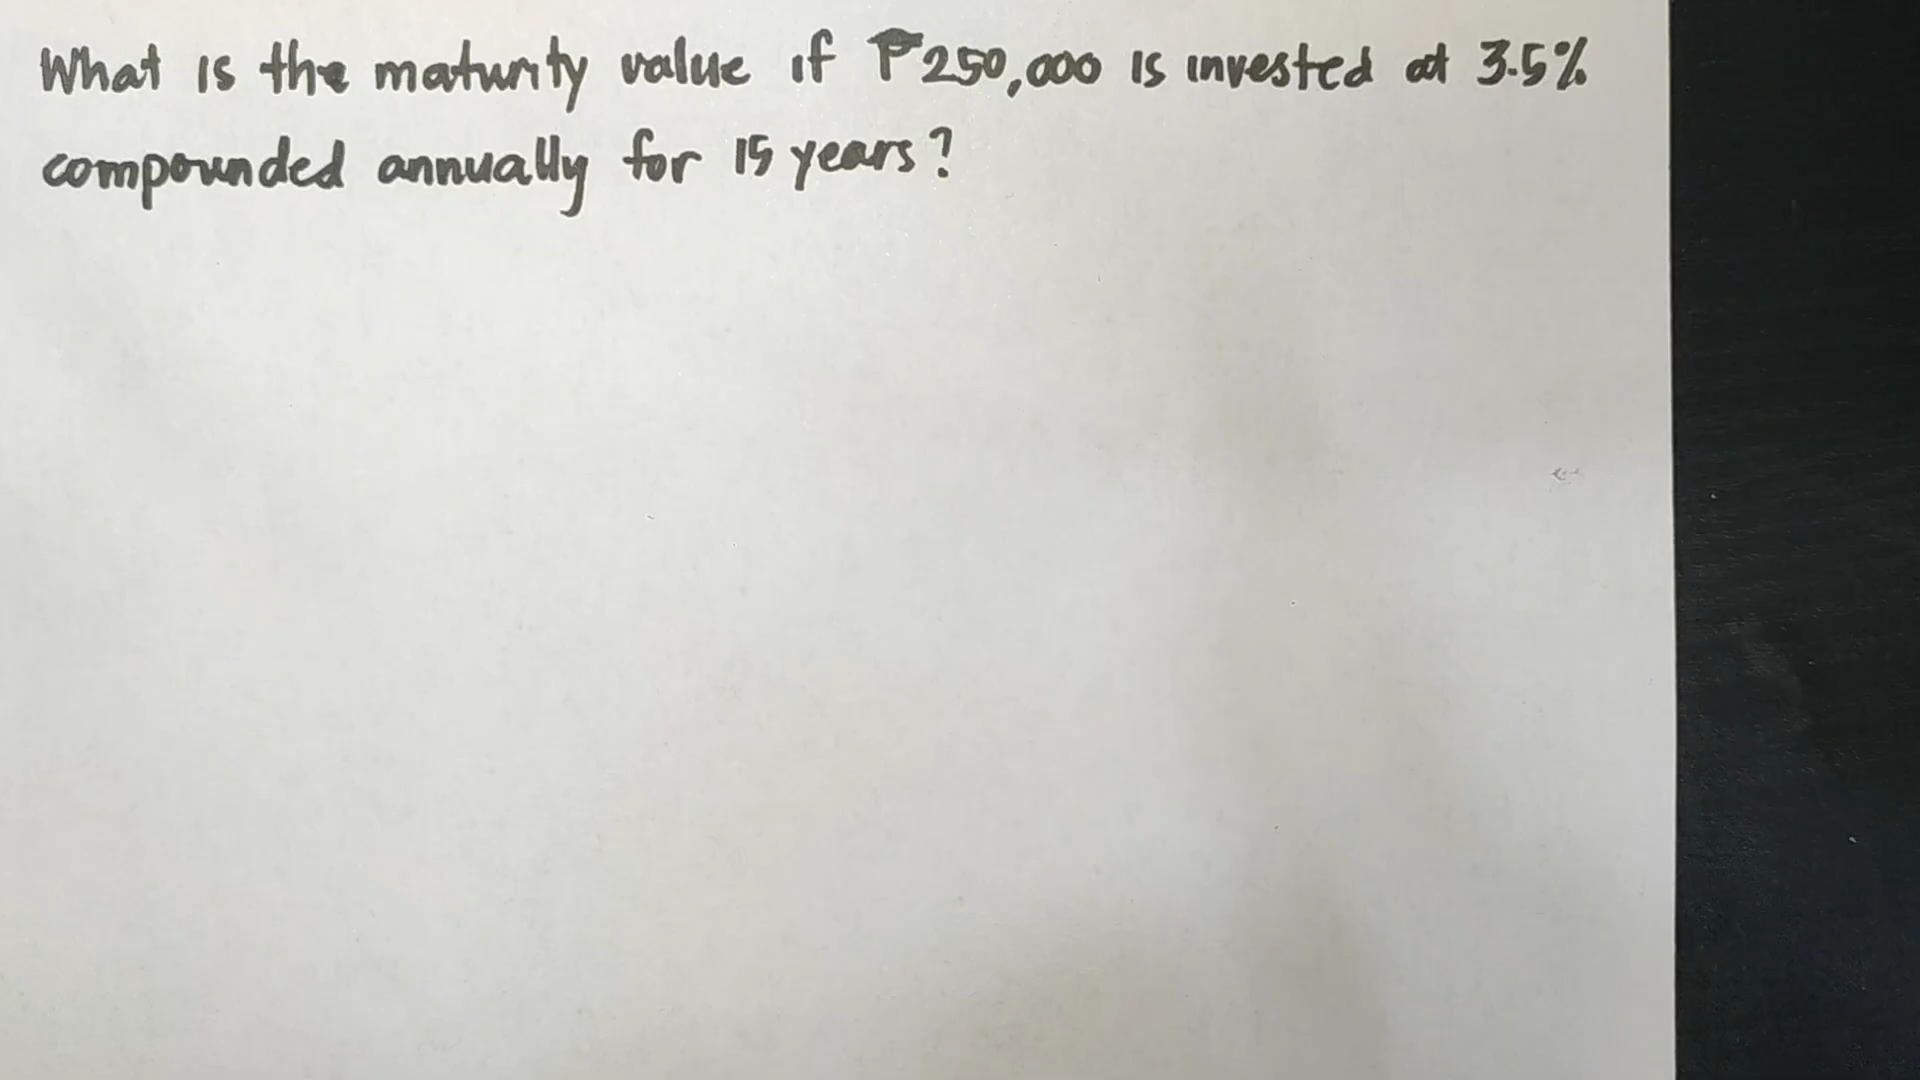 What is the maturity value if ₱250,000 is invested at 3.5%
compounded annually for 15 years?